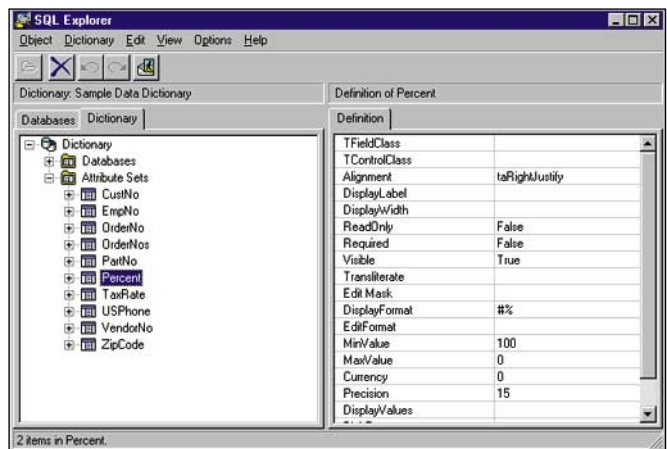 SQL Explorer
Object Dictionary Edit View Options Help
Dictionary: Sample Data Dictionary
Definition of Percent
Databases Dictionary
Definition
Dictionary
Databases
Attribute Sets
CustNo
EmpNo
OrderNo
OrderNos
PartNo
Percent
TaxRate
USPhone
VendorNo
ZipCode
TFieldClass
TControlClass
Alignment taRightJustify
DisplayLabel
DisplayWidth
ReadOnly False
Required False
Visible True
Transliterate
Edit Mask
DisplayFormat #%
EditFormat
MinValue 100
MaxValue 0
Currency 0
Precision 15
DisplayValues
2 items in Percent.